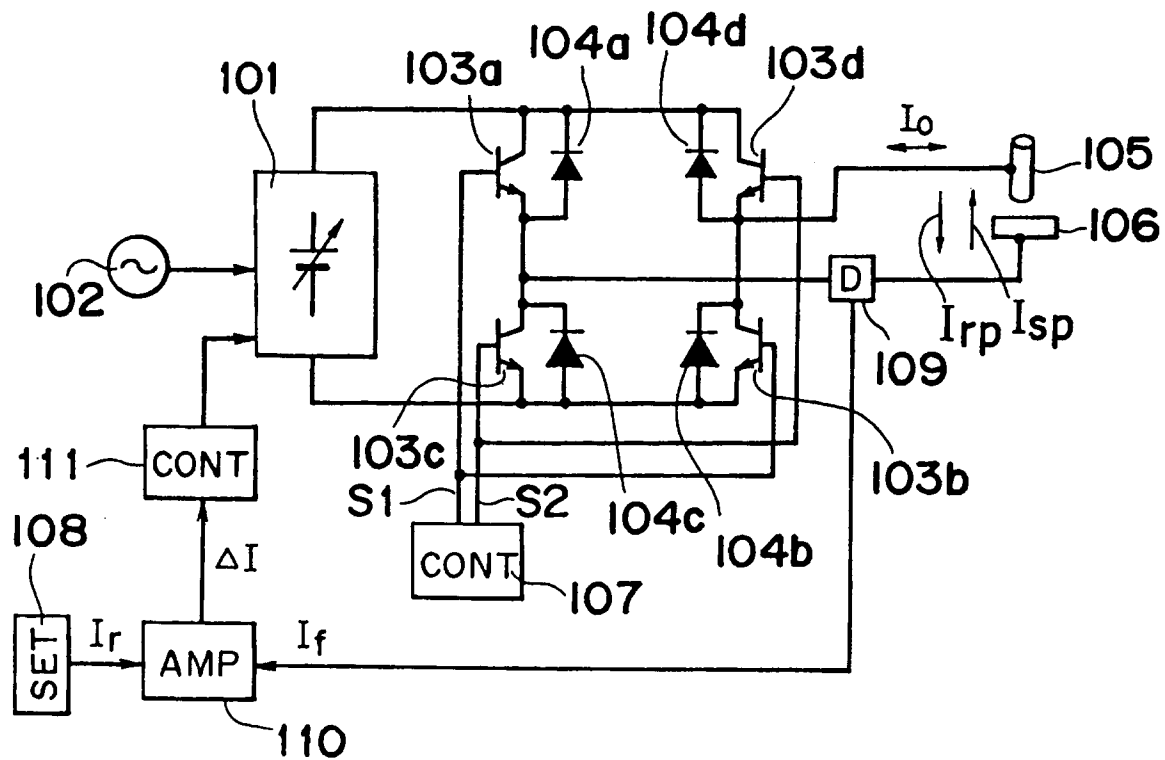 104a
104d
103a
103d
101
Io
105
106
102
D
Irp
Isp
109
111
CONT
103c
103b
S1
S2
104c
104b
108
ΔI
CONT
107
SET
Ir
AMP
If
110